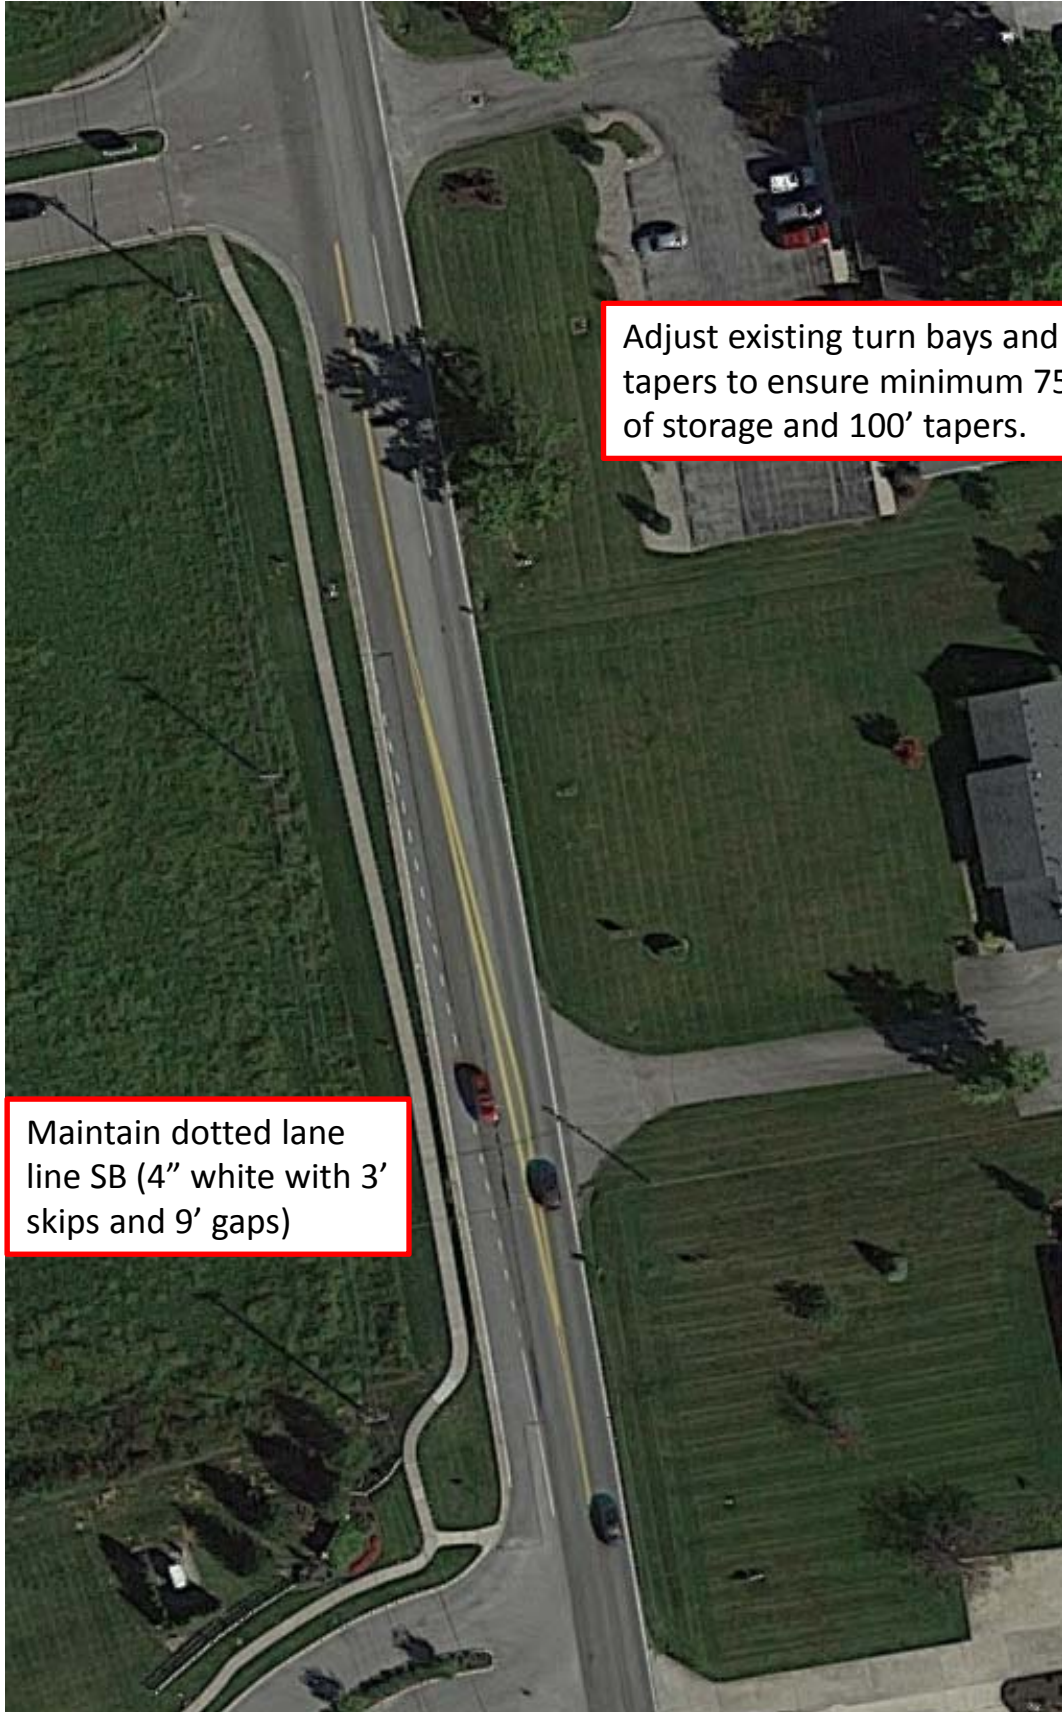 Adjust existing turn bays and
tapers to ensure minimum 75
of storage and 100’ tapers.
Maintain dotted lane
line SB (4” white with 3’
skips and 9’ gaps)